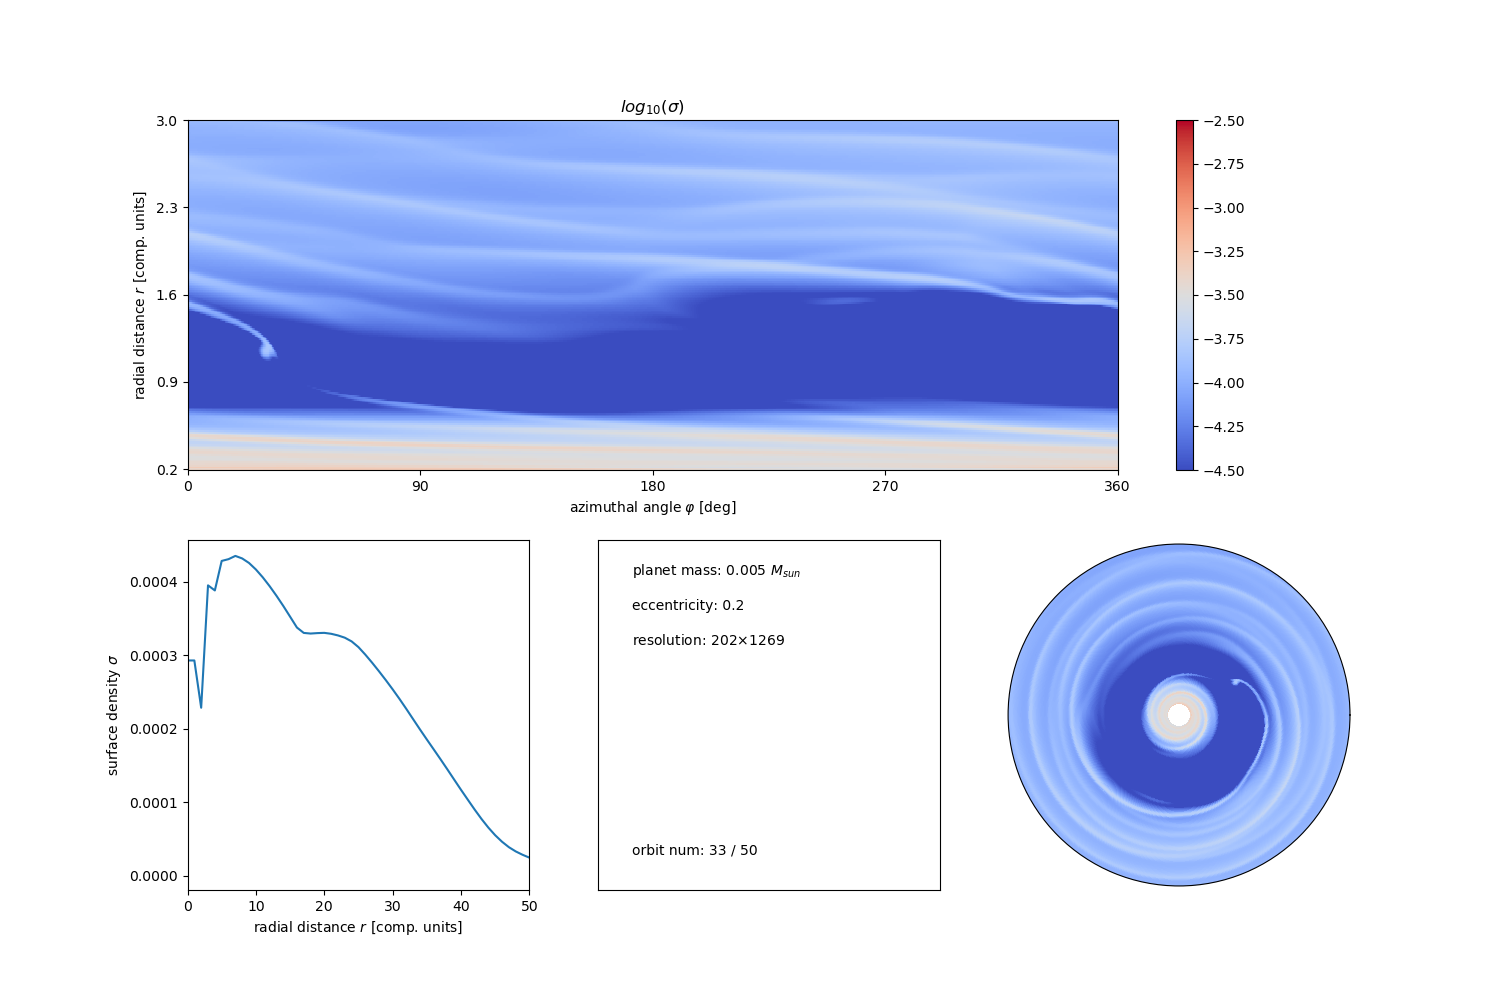 log₁₀(σ)
3.0
2.3
1.6
0.9
0.2
radial distance r [comp. units]
0 90 180 270 360
azimuthal angle φ [deg]
−2.50
−2.75
−3.00
−3.25
−3.50
−3.75
−4.00
−4.25
−4.50
0.0004
0.0003
0.0002
0.0001
0.0000
surface density σ
0 10 20 30 40 50
radial distance r [comp. units]
planet mass: 0.005 M_sun
eccentricity: 0.2
resolution: 202×1269
orbit num: 33 / 50